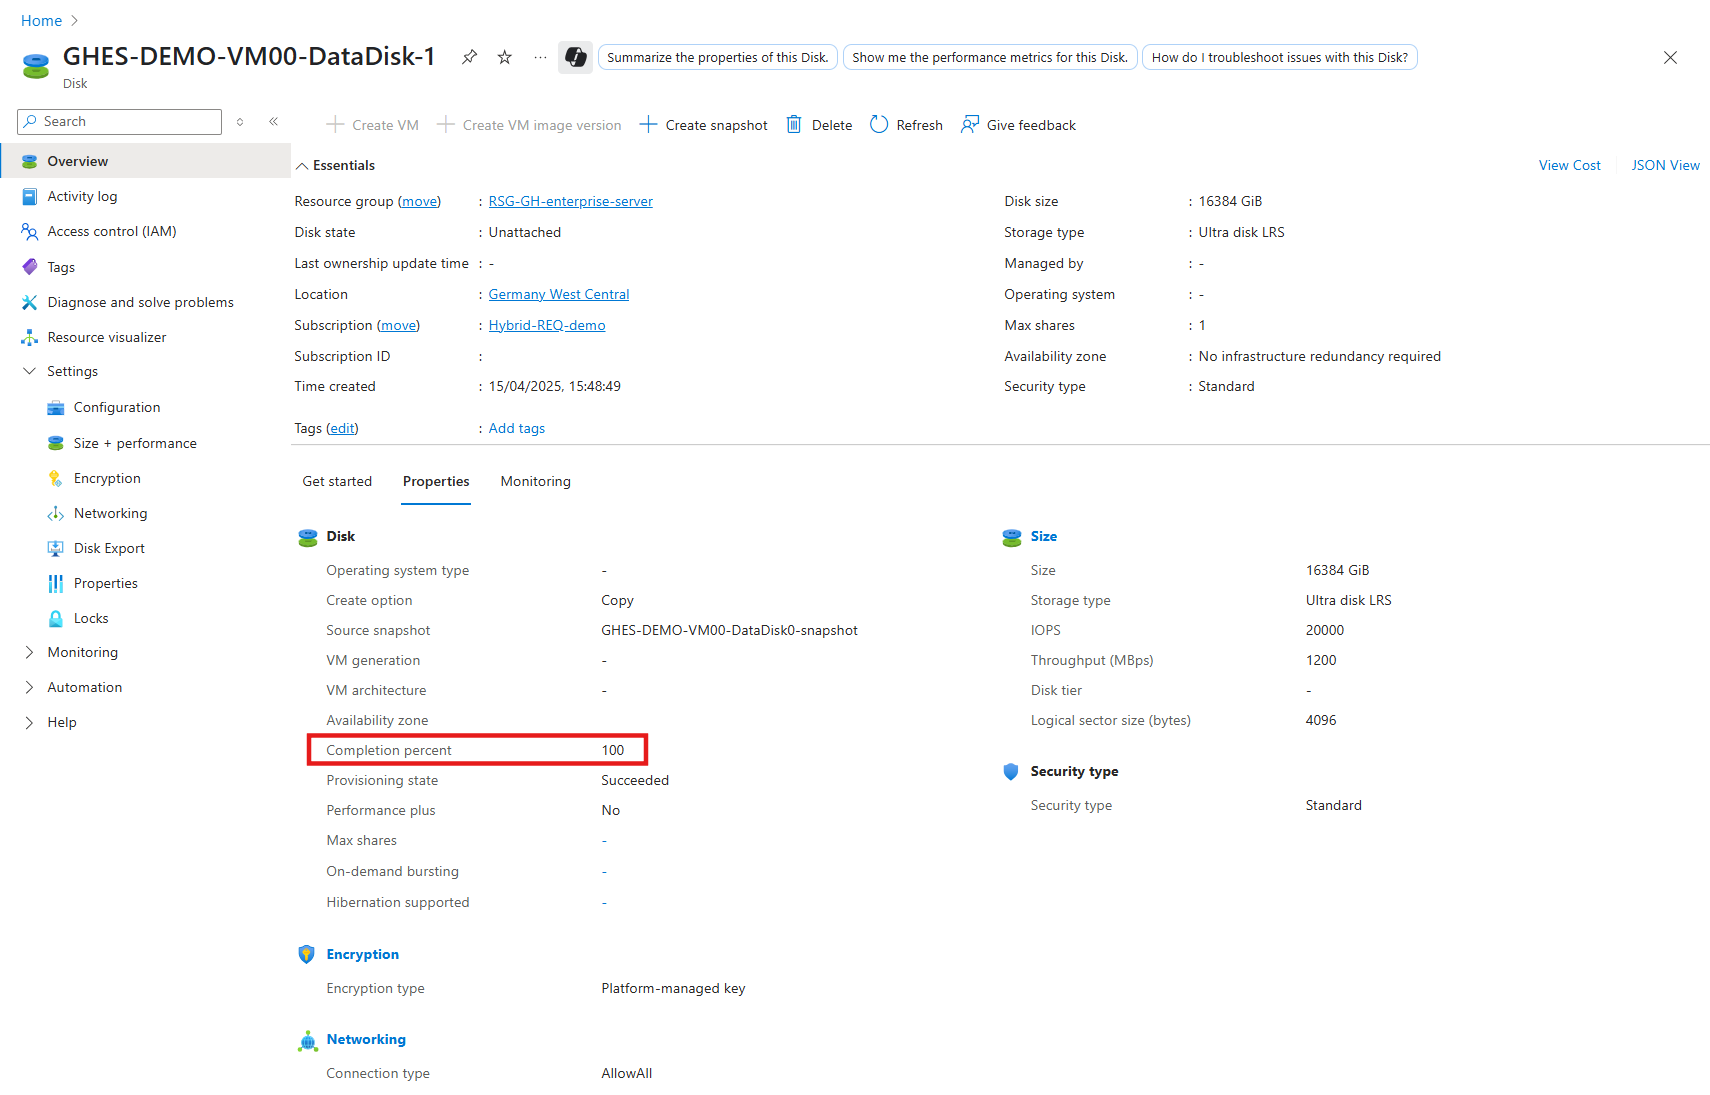 Home
GHES-DEMO-VM00-DataDisk-1
Disk
Summarize the properties of this Disk.
Show me the performance metrics for this Disk.
How do I troubleshoot issues with this Disk?
Search
Create VM
Create VM image version
Create snapshot
Delete
Refresh
Give feedback
Overview
Activity log
Access control (IAM)
Tags
Diagnose and solve problems
Resource visualizer
Settings
Configuration
Size + performance
Encryption
Networking
Disk Export
Properties
Locks
Monitoring
Automation
Help
Essentials
View Cost
JSON View
Resource group (move) : RSG-GH-enterprise-server
Disk state : Unattached
Last ownership update time : -
Location : Germany West Central
Subscription (move) : Hybrid-REQ-demo
Subscription ID :
Time created : 15/04/2025, 15:48:49
Tags (edit) : Add tags
Disk size : 16384 GiB
Storage type : Ultra disk LRS
Managed by : -
Operating system : -
Max shares : 1
Availability zone : No infrastructure redundancy required
Security type : Standard
Get started
Properties
Monitoring
Disk
Operating system type -
Create option Copy
Source snapshot GHES-DEMO-VM00-DataDisk0-snapshot
VM generation -
VM architecture -
Availability zone
Completion percent 100
Provisioning state Succeeded
Performance plus No
Max shares -
On-demand bursting -
Hibernation supported -
Encryption
Encryption type Platform-managed key
Networking
Connection type AllowAll
Size
Size 16384 GiB
Storage type Ultra disk LRS
IOPS 20000
Throughput (MBps) 1200
Disk tier -
Logical sector size (bytes) 4096
Security type
Security type Standard